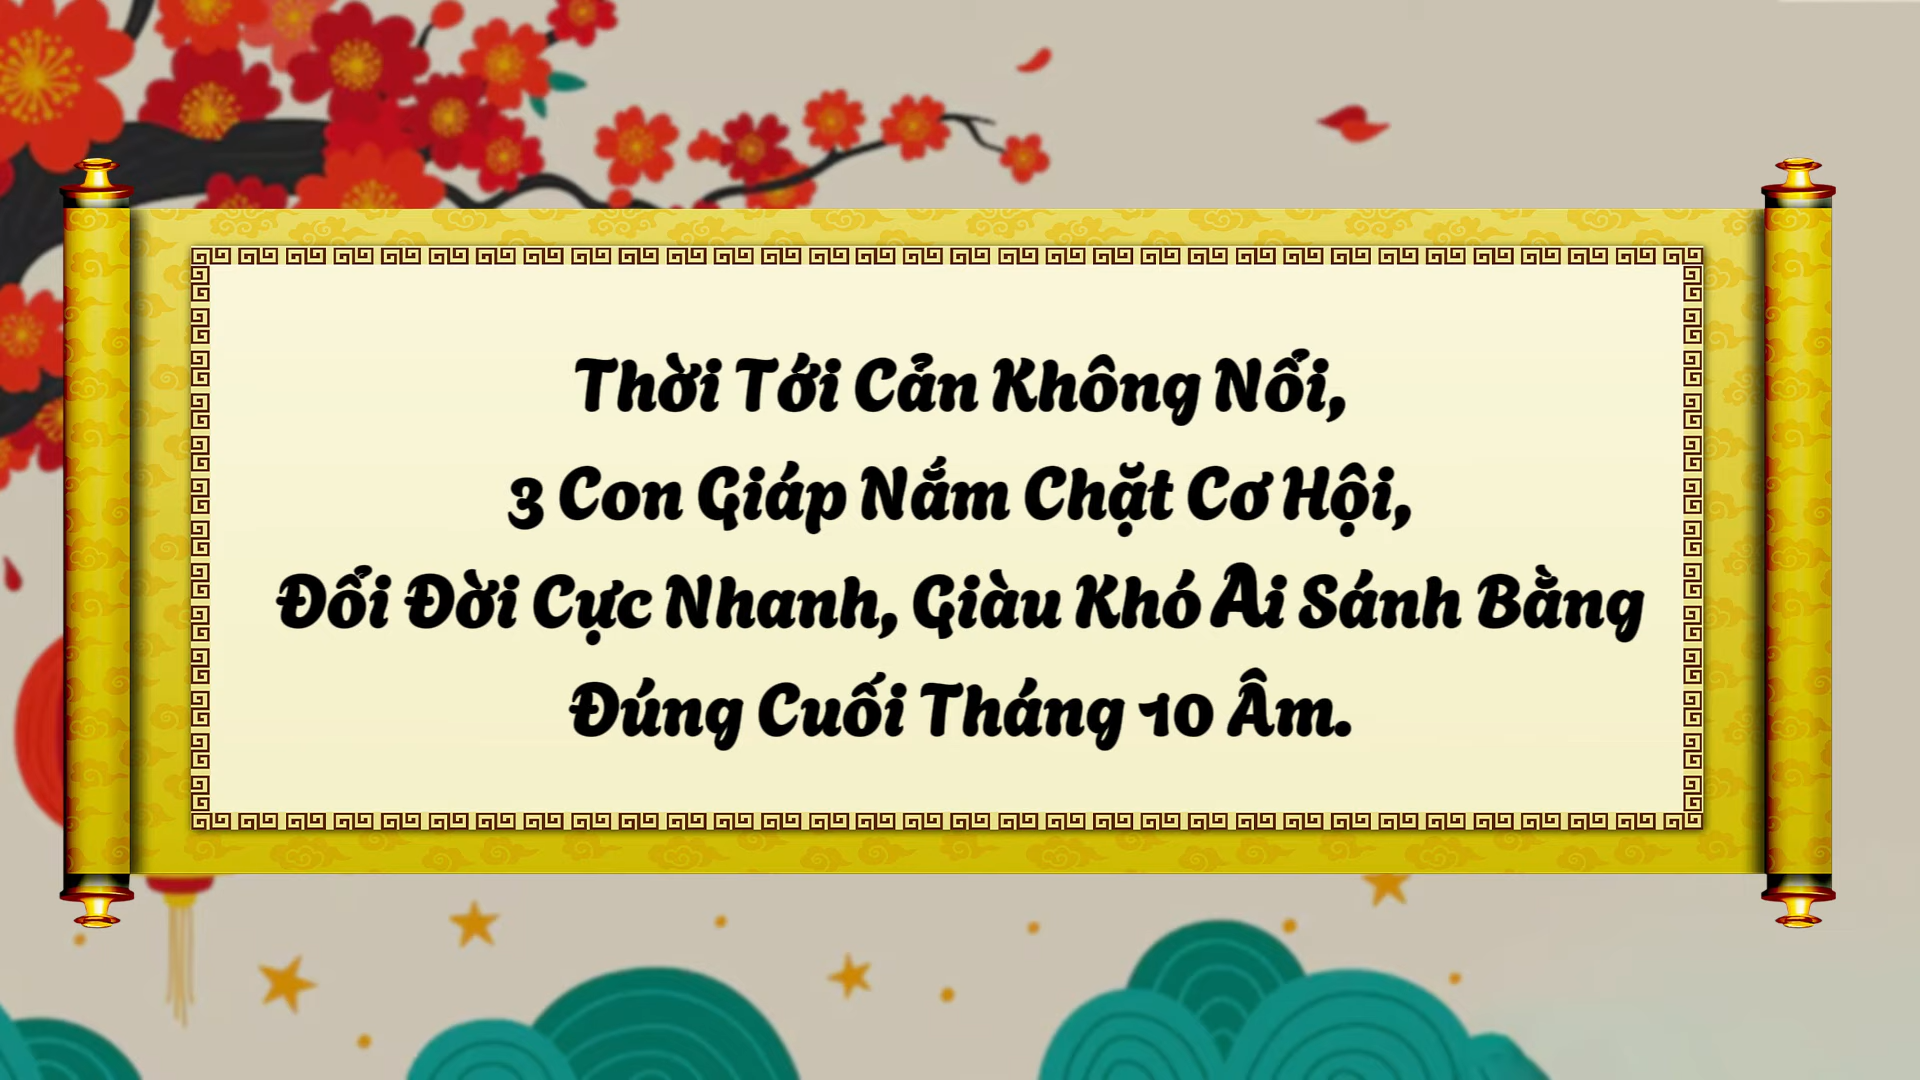 Thời Tới Cản Không Nổi,
3 Con Giáp Nắm Chặt Cơ Hội,
Đổi Đời Cực Nhanh, Giàu Khó Ai Sánh Bằng
Đúng Cuối Tháng 10 Âm.